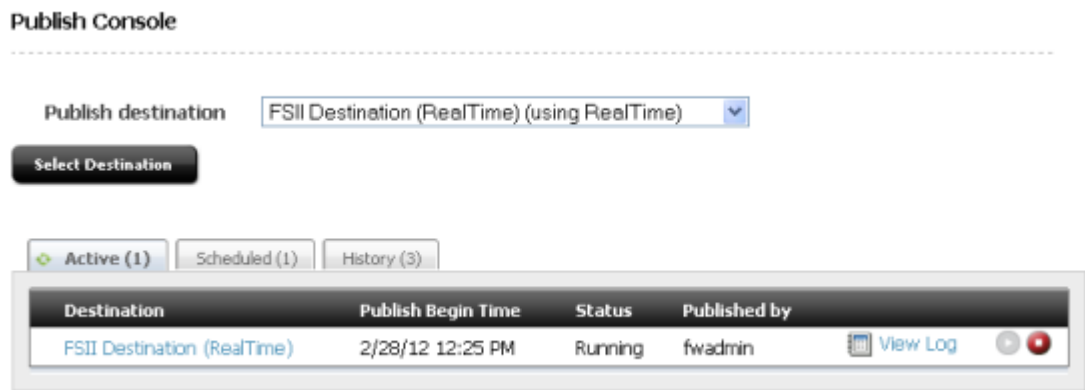 Publish Console
Publish destination FSII Destination (RealTime) (using RealTime)
Select Destination
Active (1) Scheduled (1) History (3)
Destination Publish Begin Time Status Published by
FSII Destination (RealTime) 2/28/12 12:25 PM Running fwadmin View Log